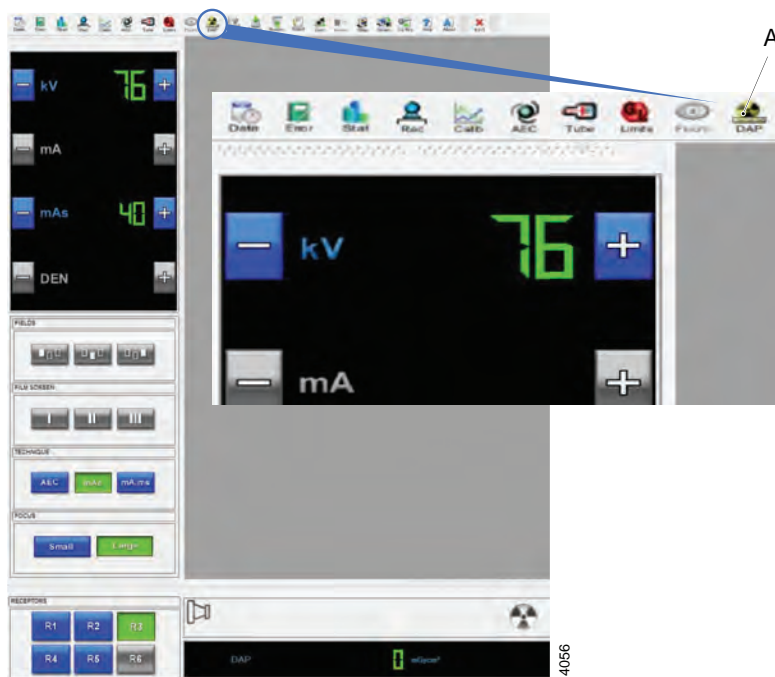 A
Date Error Stat Rec Calib AEC Tube Limits Fluoro DAP
kV 76
mA
mAs 40
DEN
kV 76
mA
FIELDS
FILM SCREEN
I II III
TECHNIQUE
AEC mAs mA,ms
FOCUS
Small Large
RECEPTORS
R1 R2 R3
R4 R5 R6
DAP 0 mGycm²
4056